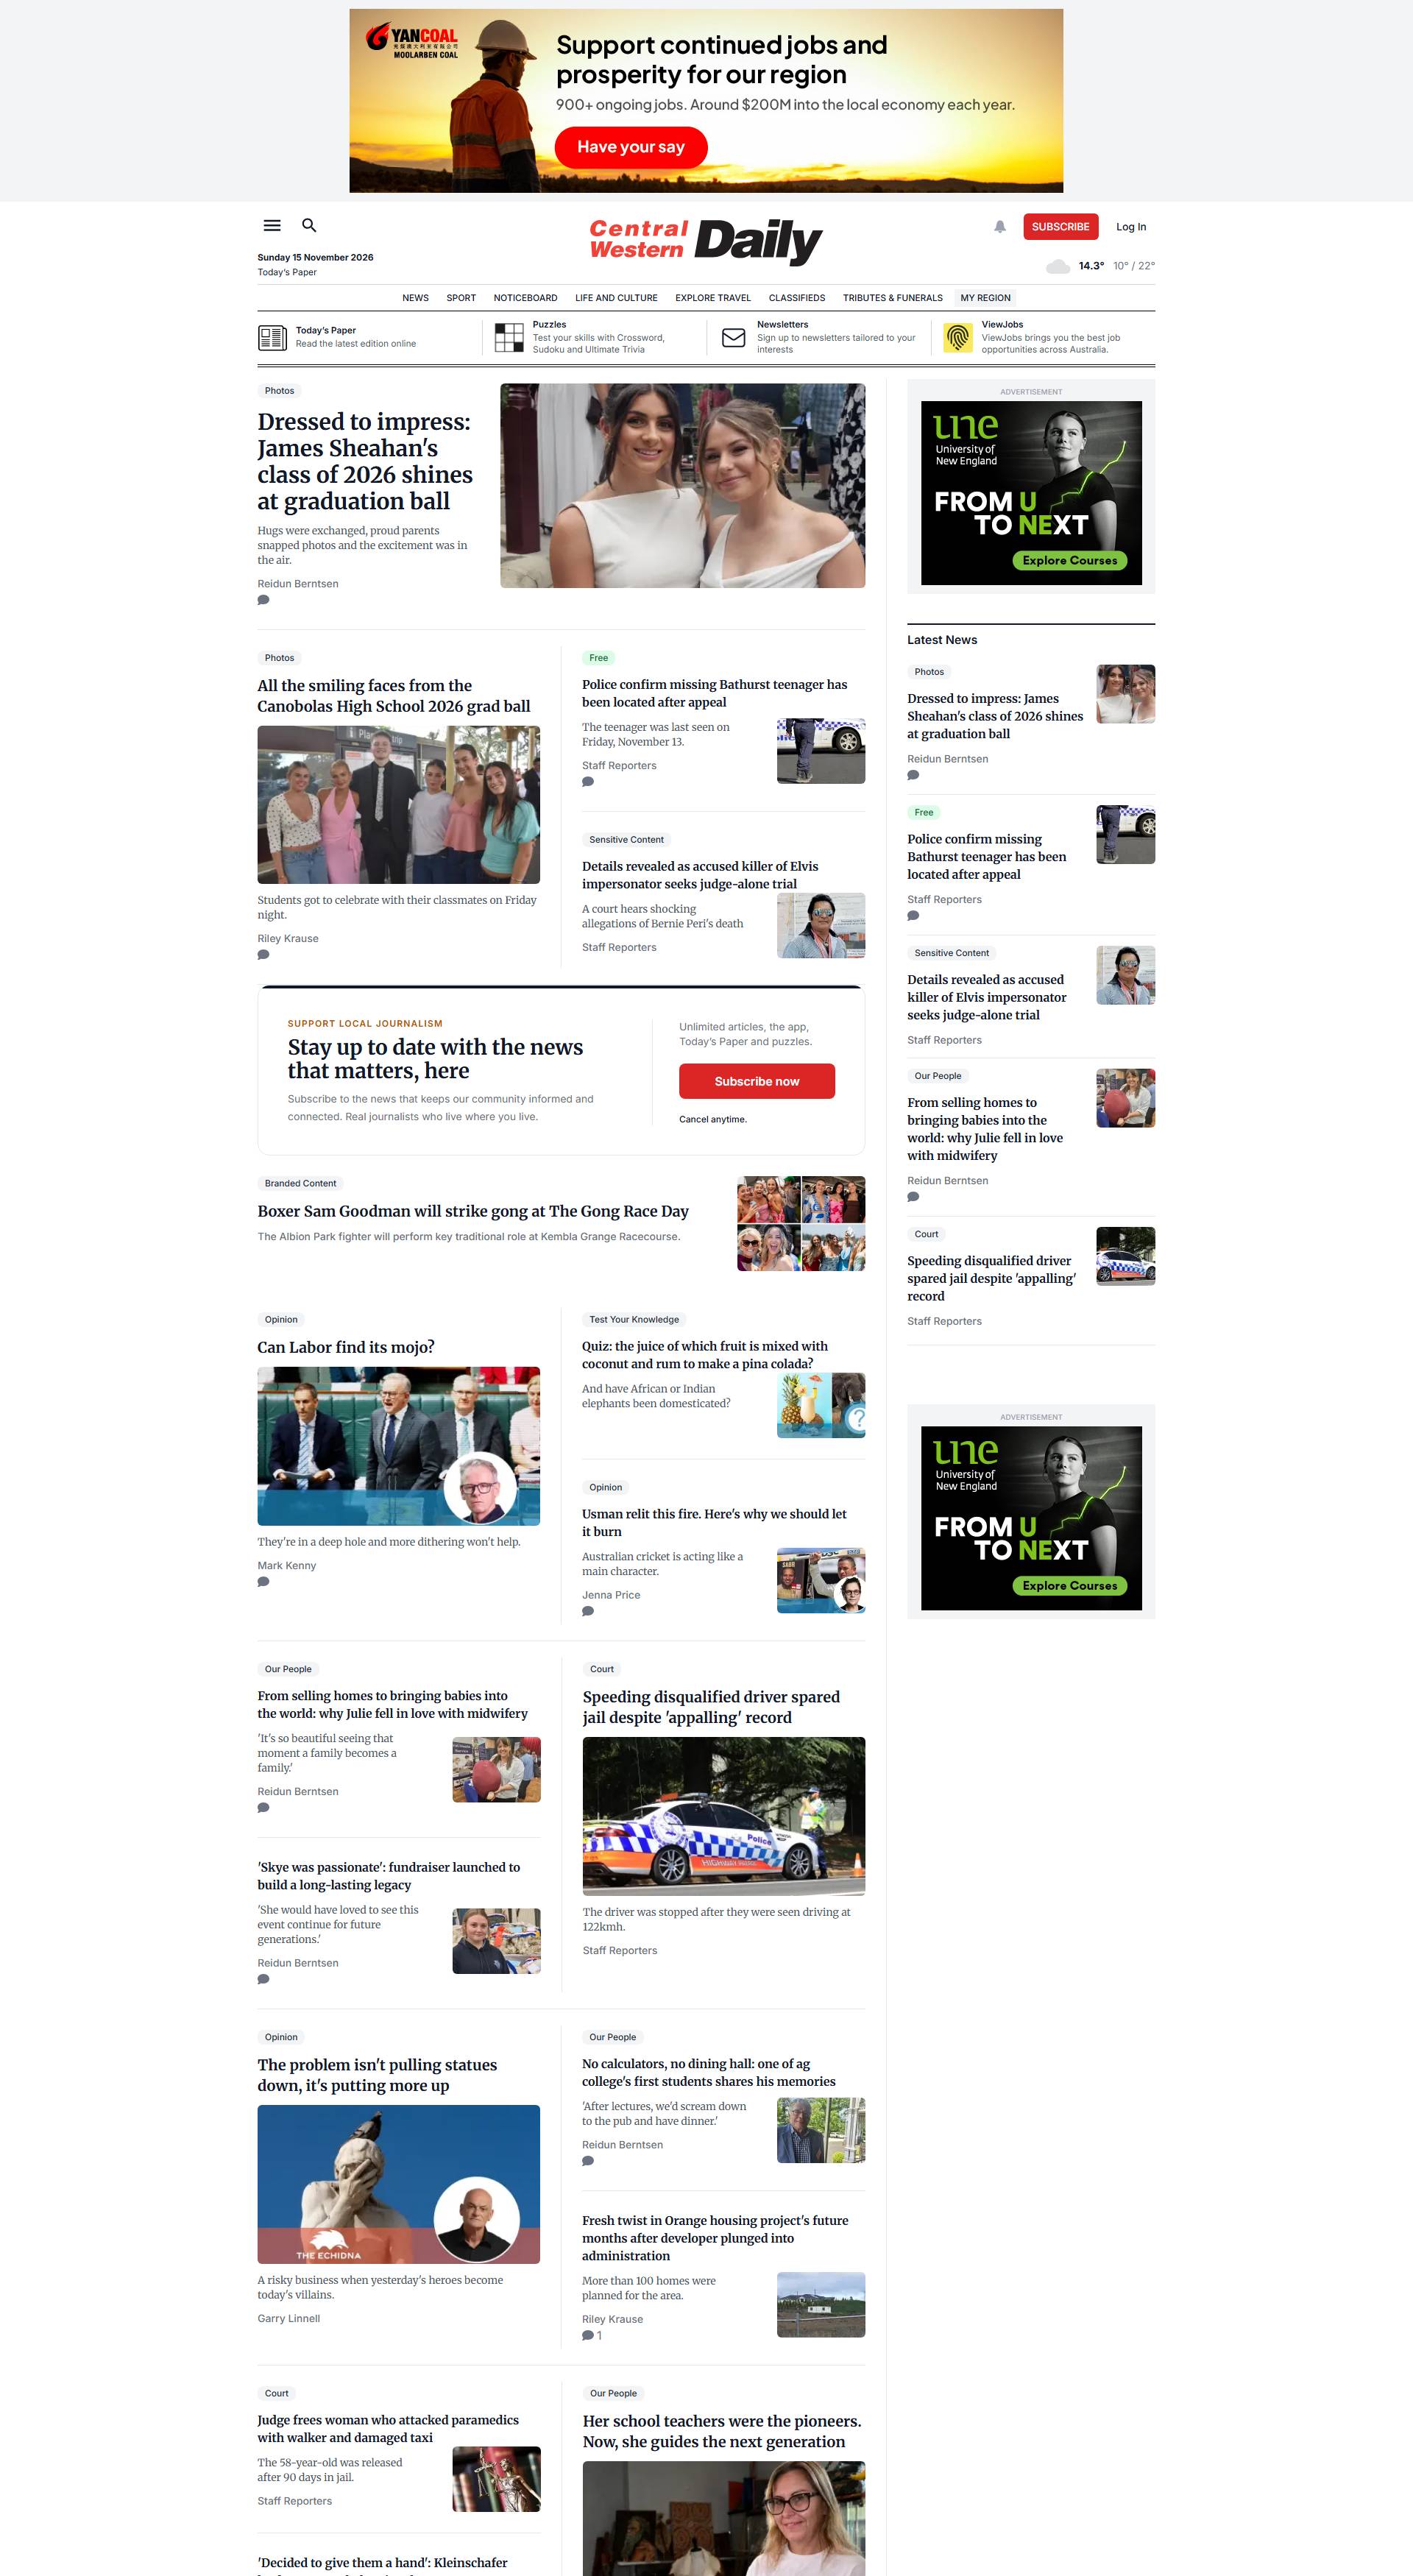 YANCOAL
MOOLARBEN COAL
Support continued jobs and
prosperity for our region
900+ ongoing jobs. Around $200M into the local economy each year.
Have your say
Central
Western
Daily
SUBSCRIBE
Log In
Sunday 15 November 2026
Today's Paper
14.3° 10° / 22°
NEWS SPORT NOTICEBOARD LIFE AND CULTURE EXPLORE TRAVEL CLASSIFIEDS TRIBUTES & FUNERALS MY REGION
Today's Paper
Read the latest edition online
Puzzles
Test your skills with Crossword,
Sudoku and Ultimate Trivia
Newsletters
Sign up to newsletters tailored to your
interests
ViewJobs
ViewJobs brings you the best job
opportunities across Australia.
Photos
Dressed to impress:
James Sheahan's
class of 2026 shines
at graduation ball
Hugs were exchanged, proud parents
snapped photos and the excitement was in
the air.
Reidun Berntsen
Photos
All the smiling faces from the
Canobolas High School 2026 grad ball
Students got to celebrate with their classmates on Friday
night.
Riley Krause
Free
Police confirm missing Bathurst teenager has
been located after appeal
The teenager was last seen on
Friday, November 13.
Staff Reporters
Sensitive Content
Details revealed as accused killer of Elvis
impersonator seeks judge-alone trial
A court hears shocking
allegations of Bernie Peri's death
Staff Reporters
SUPPORT LOCAL JOURNALISM
Stay up to date with the news
that matters, here
Subscribe to the news that keeps our community informed and
connected. Real journalists who live where you live.
Unlimited articles, the app,
Today's Paper and puzzles.
Subscribe now
Cancel anytime.
Branded Content
Boxer Sam Goodman will strike gong at The Gong Race Day
The Albion Park fighter will perform key traditional role at Kembla Grange Racecourse.
Opinion
Can Labor find its mojo?
They're in a deep hole and more dithering won't help.
Mark Kenny
Test Your Knowledge
Quiz: the juice of which fruit is mixed with
coconut and rum to make a pina colada?
And have African or Indian
elephants been domesticated?
Opinion
Usman relit this fire. Here's why we should let
it burn
Australian cricket is acting like a
main character.
Jenna Price
Our People
From selling homes to bringing babies into
the world: why Julie fell in love with midwifery
'It's so beautiful seeing that
moment a family becomes a
family.'
Reidun Berntsen
'Skye was passionate': fundraiser launched to
build a long-lasting legacy
'She would have loved to see this
event continue for future
generations.'
Reidun Berntsen
Court
Speeding disqualified driver spared
jail despite 'appalling' record
Police
HIGHWAY PATROL
The driver was stopped after they were seen driving at
122kmh.
Staff Reporters
Opinion
The problem isn't pulling statues
down, it's putting more up
THE ECHIDNA
A risky business when yesterday's heroes become
today's villains.
Garry Linnell
Our People
No calculators, no dining hall: one of ag
college's first students shares his memories
'After lectures, we'd scream down
to the pub and have dinner.'
Reidun Berntsen
Fresh twist in Orange housing project's future
months after developer plunged into
administration
More than 100 homes were
planned for the area.
Riley Krause
1
Court
Judge frees woman who attacked paramedics
with walker and damaged taxi
The 58-year-old was released
after 90 days in jail.
Staff Reporters
'Decided to give them a hand': Kleinschafer
Our People
Her school teachers were the pioneers.
Now, she guides the next generation
ADVERTISEMENT
une
University of
New England
FROM U
TO NEXT
Explore Courses
Latest News
Photos
Dressed to impress: James
Sheahan's class of 2026 shines
at graduation ball
Reidun Berntsen
Free
Police confirm missing
Bathurst teenager has been
located after appeal
Staff Reporters
Sensitive Content
Details revealed as accused
killer of Elvis impersonator
seeks judge-alone trial
Staff Reporters
Our People
From selling homes to
bringing babies into the
world: why Julie fell in love
with midwifery
Reidun Berntsen
Court
Speeding disqualified driver
spared jail despite 'appalling'
record
Staff Reporters
ADVERTISEMENT
une
University of
New England
FROM U
TO NEXT
Explore Courses